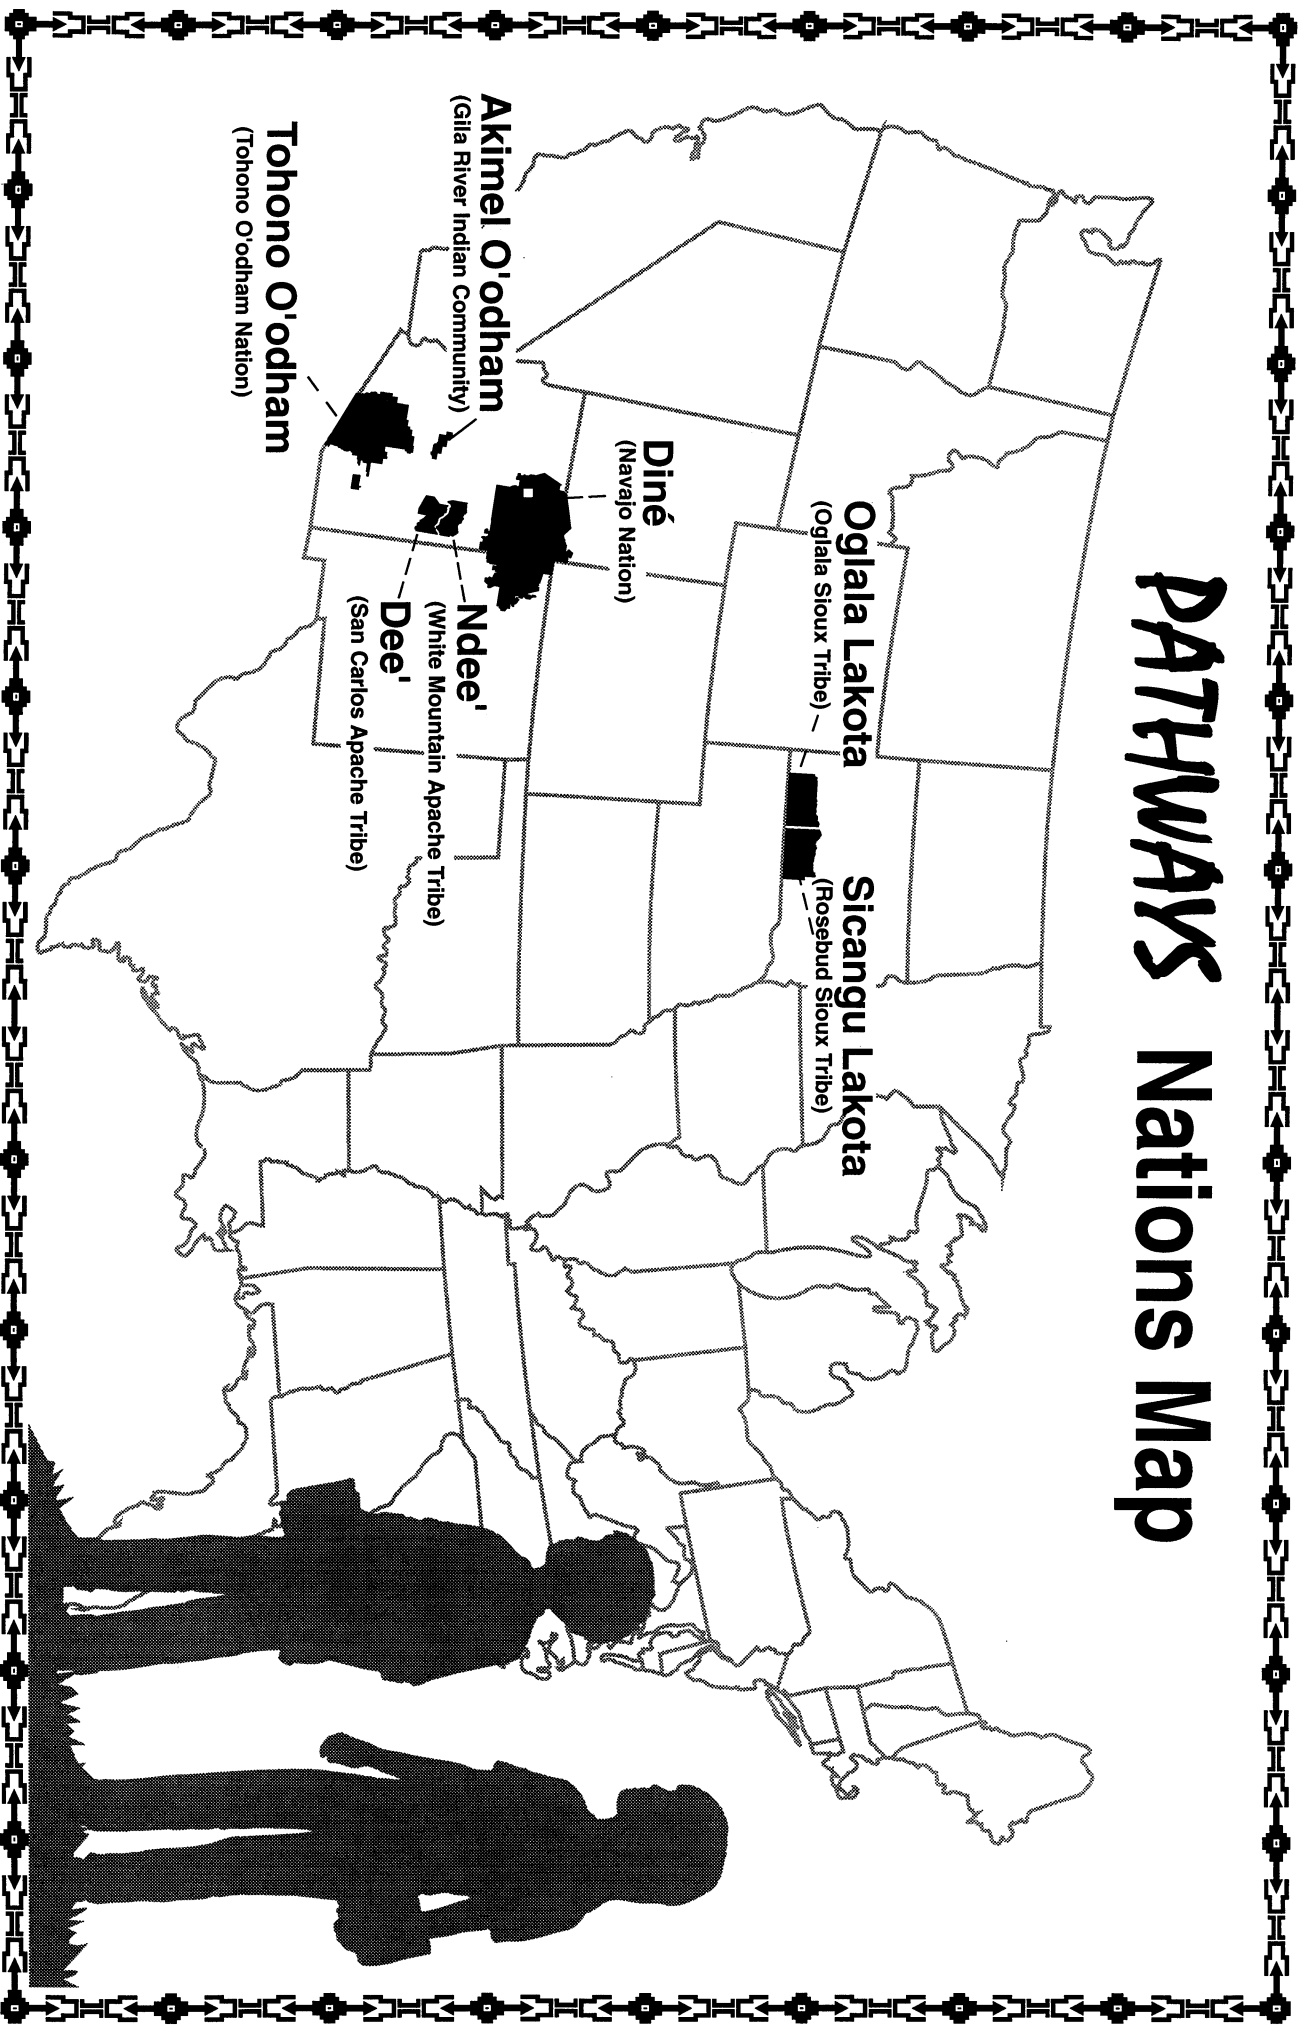 PATHWAYS Nations Map
Oglala Lakota
(Oglala Sioux Tribe)
Sicangu Lakota
(Rosebud Sioux Tribe)
Diné
(Navajo Nation)
Akimel O'odham
(Gila River Indian Community)
Ndee'
(White Mountain Apache Tribe)
Dee'
(San Carlos Apache Tribe)
Tohono O'odham
(Tohono O'odham Nation)